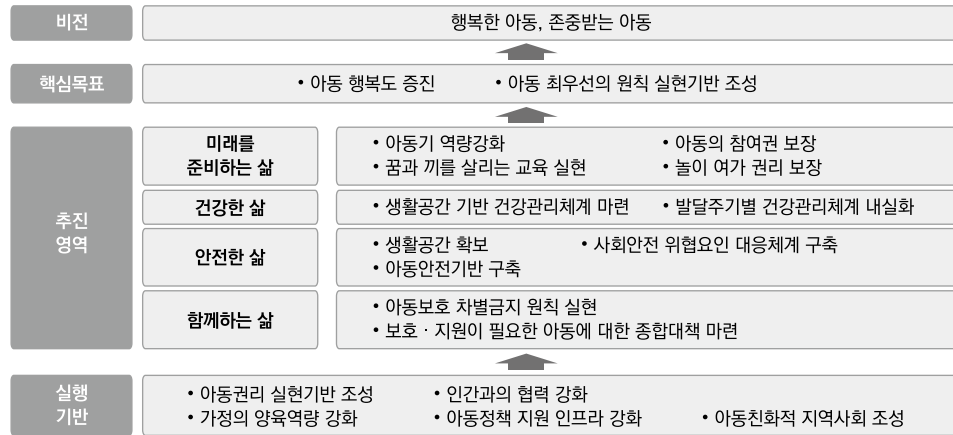 비전
행복한 아동, 존중받는 아동
핵심목표
• 아동 행복도 증진 • 아동 최우선의 원칙 실현기반 조성
추진
영역
미래를
준비하는 삶
• 아동기 역량강화 • 아동의 참여권 보장
• 꿈과 끼를 살리는 교육 실현 • 놀이 여가 권리 보장
건강한 삶
• 생활공간 기반 건강관리체계 마련 • 발달주기별 건강관리체계 내실화
안전한 삶
• 생활공간 확보 • 사회안전 위협요인 대응체계 구축
• 아동안전기반 구축
함께하는 삶
• 아동보호 차별금지 원칙 실현
• 보호 · 지원이 필요한 아동에 대한 종합대책 마련
실행
기반
• 아동권리 실현기반 조성 • 인간과의 협력 강화
• 가정의 양육역량 강화 • 아동정책 지원 인프라 강화 • 아동친화적 지역사회 조성